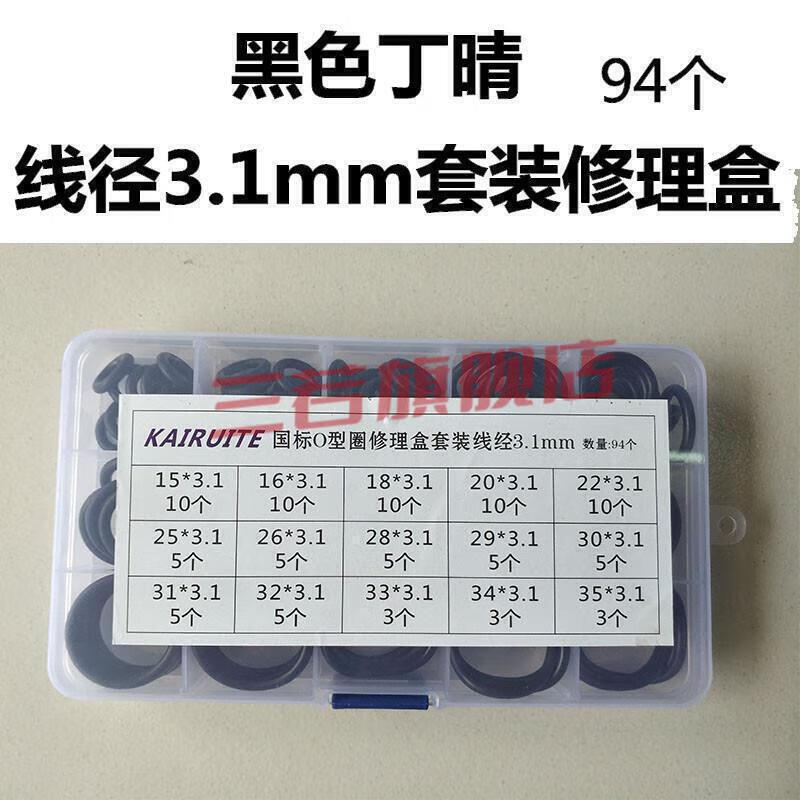 黑色丁晴 94个
线径3.1mm套装修理盒
三若旗舰店
KAIRUITE 国标O型圈修理盒套装线经3.1mm 数量:94个
15*3.1 16*3.1 18*3.1 20*3.1 22*3.1
10个 10个 10个 10个 10个
25*3.1 26*3.1 28*3.1 29*3.1 30*3.1
5个 5个 5个 5个 5个
31*3.1 32*3.1 33*3.1 34*3.1 35*3.1
5个 5个 3个 3个 3个